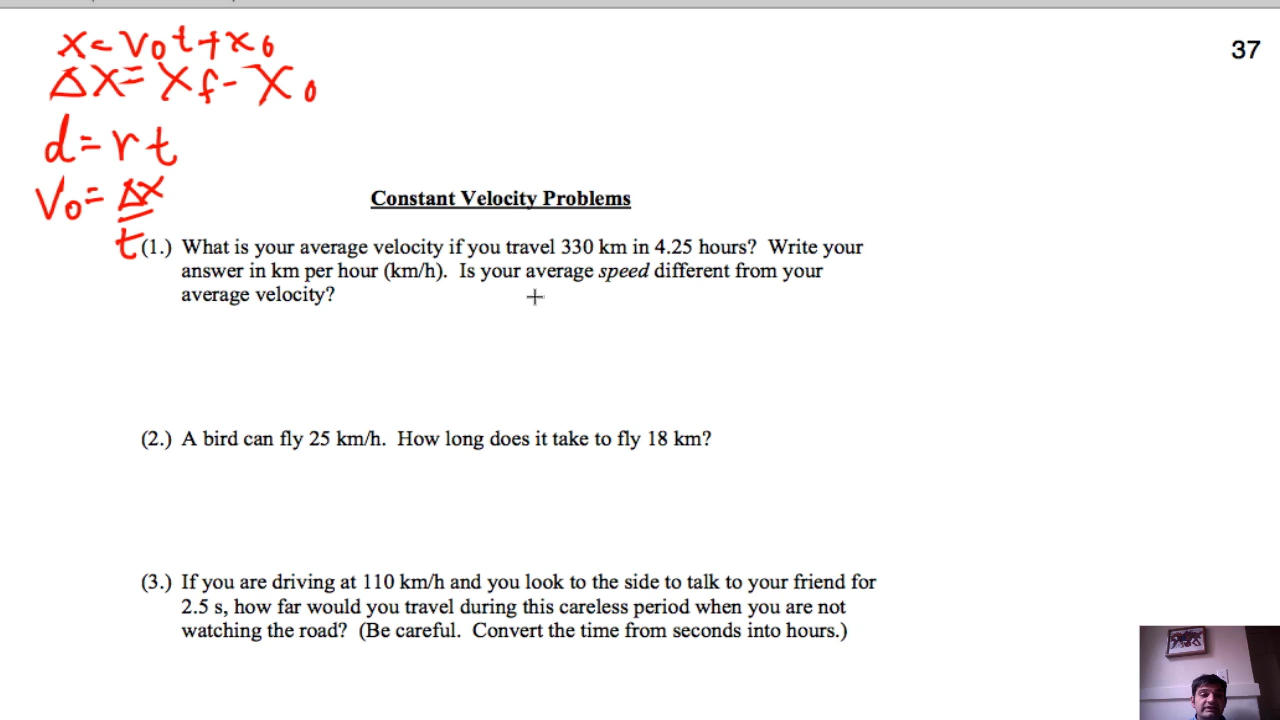 x = v₀t + x₀
37
Δx = xf - x₀
d = rt
v₀ = Δx
t
Constant Velocity Problems
(1.) What is your average velocity if you travel 330 km in 4.25 hours? Write your
answer in km per hour (km/h). Is your average speed different from your
average velocity?
(2.) A bird can fly 25 km/h. How long does it take to fly 18 km?
(3.) If you are driving at 110 km/h and you look to the side to talk to your friend for
2.5 s, how far would you travel during this careless period when you are not
watching the road? (Be careful. Convert the time from seconds into hours.)